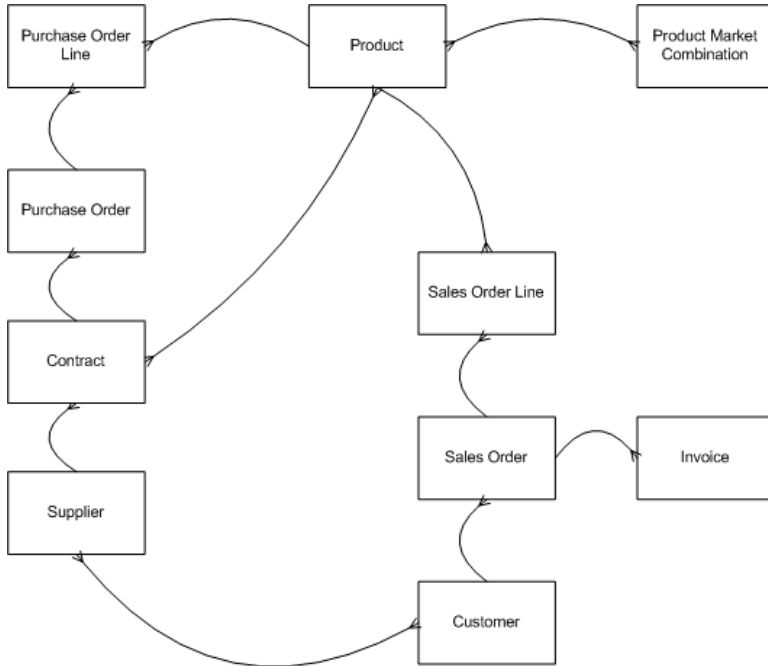 Purchase Order
Line
Product
Product Market
Combination
Purchase Order
Sales Order Line
Contract
Sales Order
Invoice
Supplier
Customer